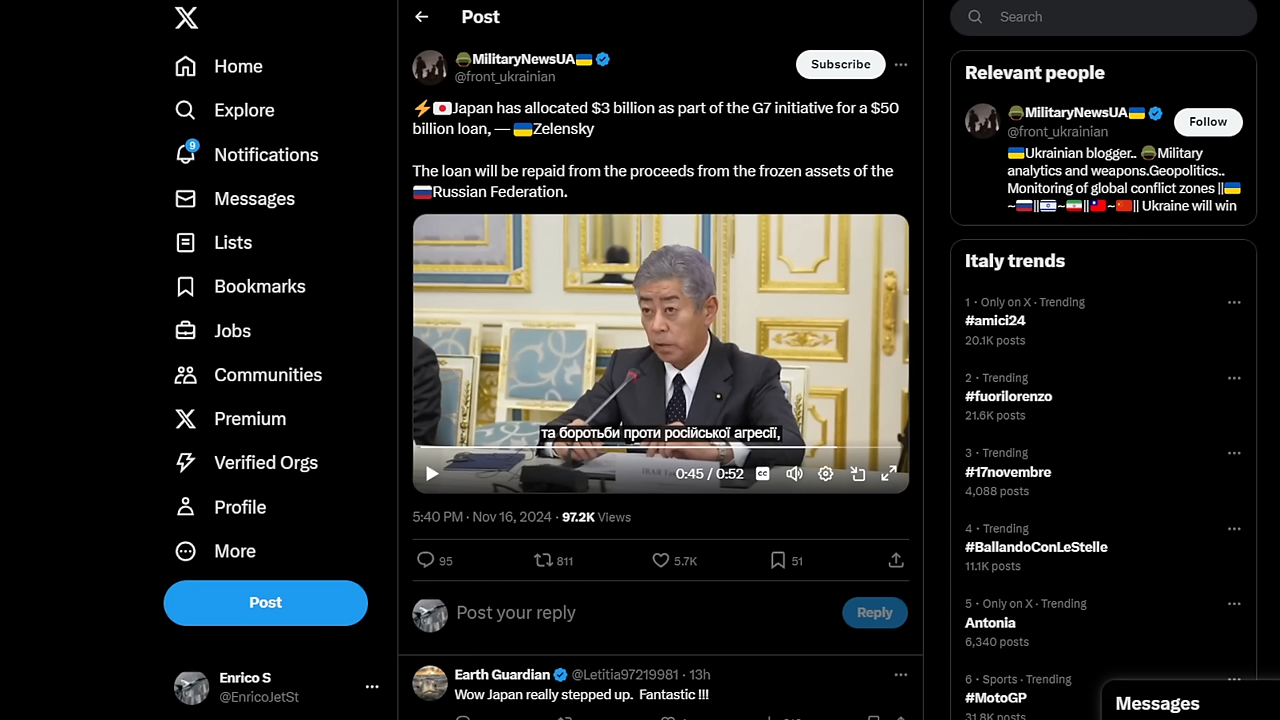 Post
Search
Home
Explore
9
Notifications
Messages
Lists
Bookmarks
Jobs
Communities
Premium
Verified Orgs
Profile
More
Post
Enrico S
@EnricoJetSt
MilitaryNewsUA🇺🇦
@front_ukrainian
Subscribe
⚡🇯🇵Japan has allocated $3 billion as part of the G7 initiative for a $50
billion loan, — 🇺🇦Zelensky
The loan will be repaid from the proceeds from the frozen assets of the
🇷🇺Russian Federation.
та боротьби проти російської агресії,
0:45 / 0:52
CC
5:40 PM · Nov 16, 2024 · 97.2K Views
95
811
5.7K
51
Post your reply
Reply
Earth Guardian @Letitia97219981 · 13h
Wow Japan really stepped up. Fantastic !!!
Relevant people
MilitaryNewsUA🇺🇦
@front_ukrainian
Follow
🇺🇦Ukrainian blogger.. 🪖Military
analytics and weapons.Geopolitics..
Monitoring of global conflict zones ||🇺🇦
~🇷🇺||🇮🇱~🇮🇷||🇹🇼~🇨🇳|| Ukraine will win
Italy trends
1 · Only on X · Trending
#amici24
20.1K posts
2 · Trending
#fuorilorenzo
21.6K posts
3 · Trending
#17novembre
4,088 posts
4 · Trending
#BallandoConLeStelle
11.1K posts
5 · Only on X · Trending
Antonia
6,340 posts
6 · Sports · Trending
#MotoGP
31.8K posts
Messages